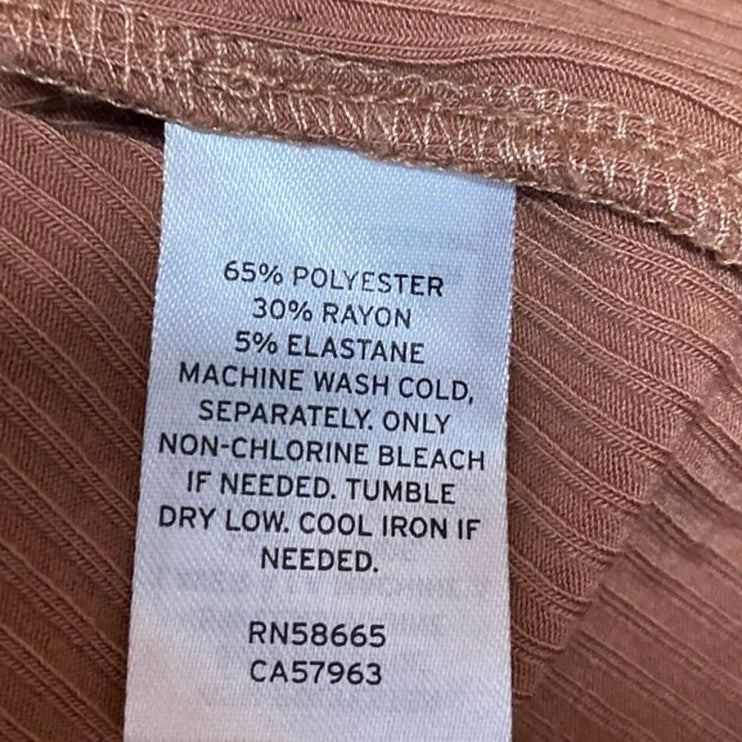 65% POLYESTER
30% RAYON
5% ELASTANE
MACHINE WASH COLD,
SEPARATELY. ONLY
NON-CHLORINE BLEACH
IF NEEDED. TUMBLE
DRY LOW. COOL IRON IF
NEEDED.
RN58665
CA57963